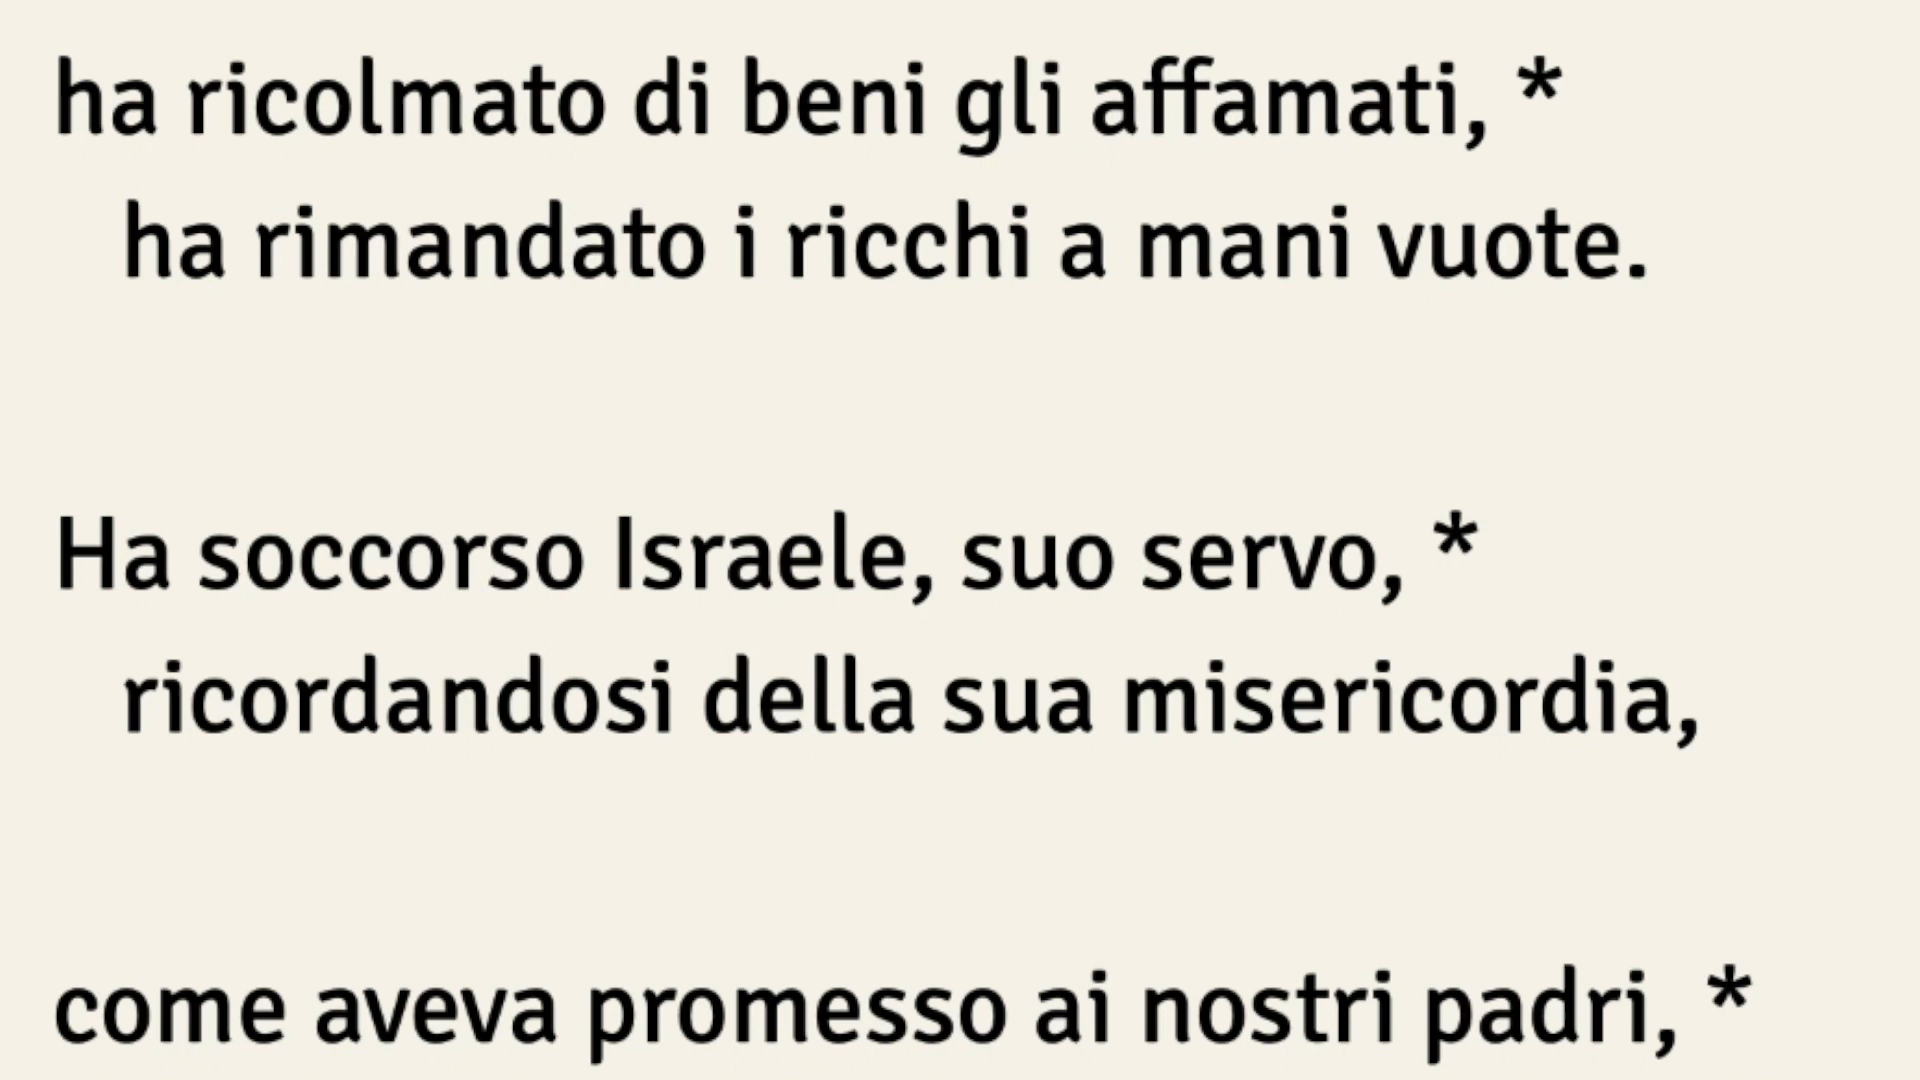 ha ricolmato di beni gli affamati, *
ha rimandato i ricchi a mani vuote.
Ha soccorso Israele, suo servo, *
ricordandosi della sua misericordia,
come aveva promesso ai nostri padri, *